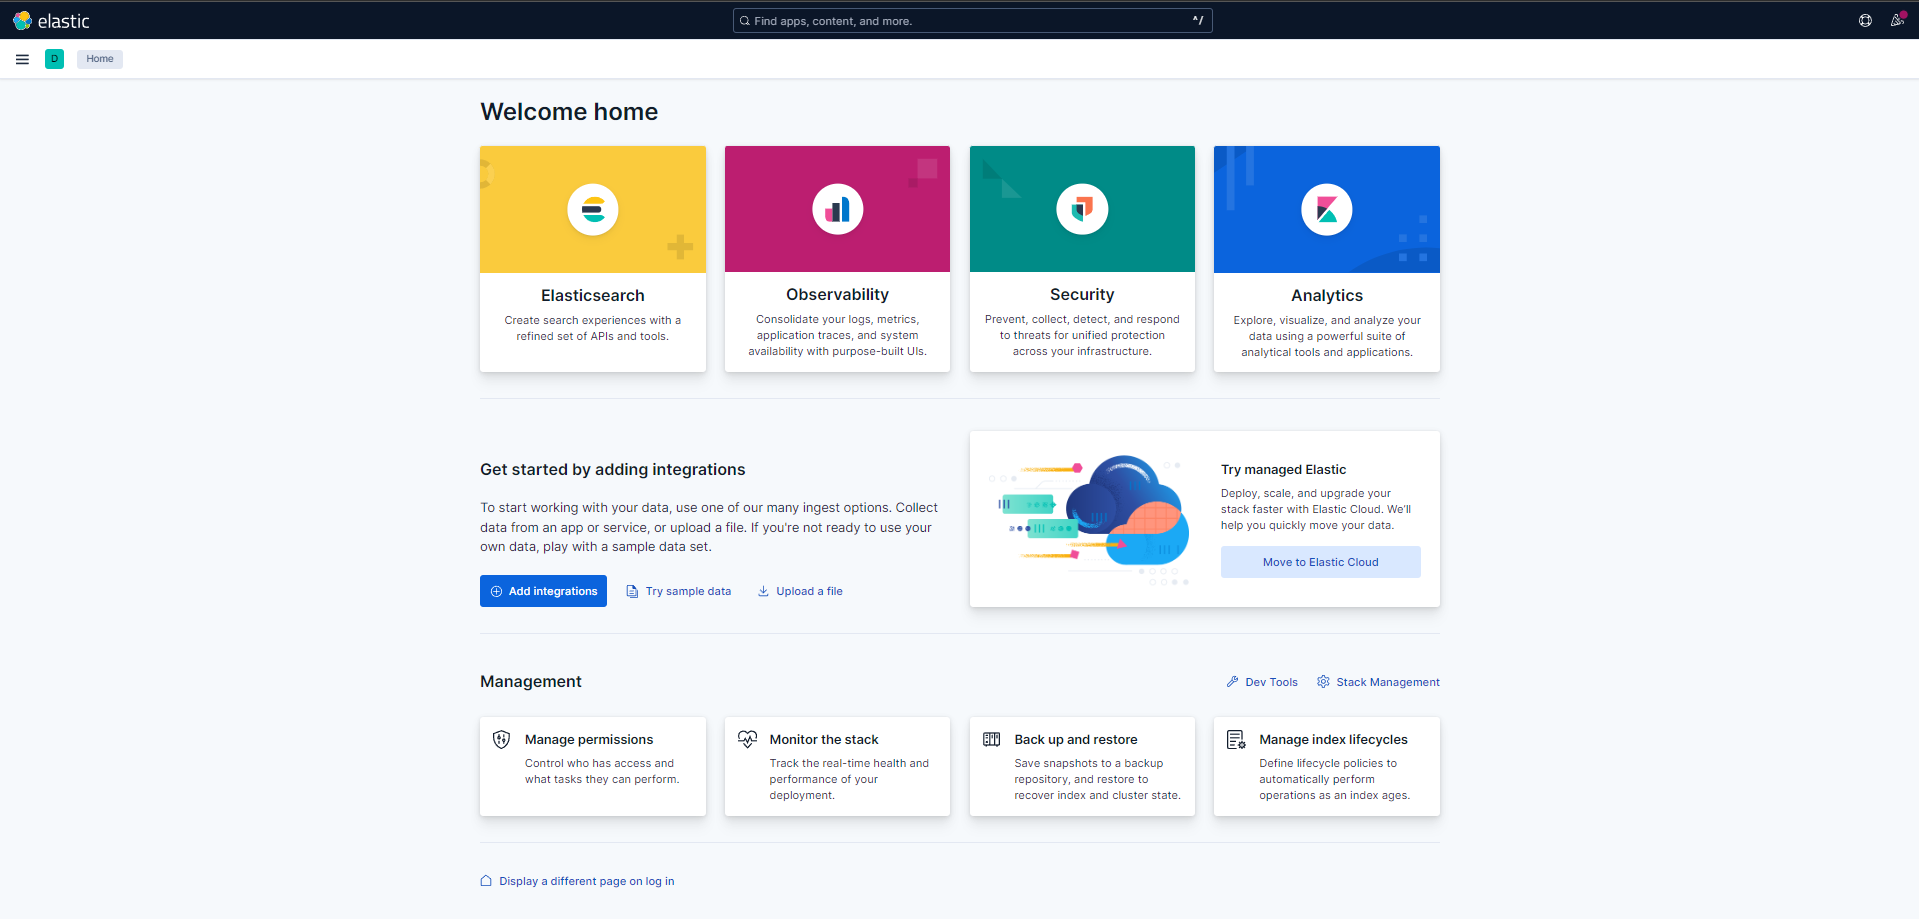 elastic
Find apps, content, and more.
^/
D
Home
Welcome home
Elasticsearch
Create search experiences with a
refined set of APIs and tools.
Observability
Consolidate your logs, metrics,
application traces, and system
availability with purpose-built UIs.
Security
Prevent, collect, detect, and respond
to threats for unified protection
across your infrastructure.
Analytics
Explore, visualize, and analyze your
data using a powerful suite of
analytical tools and applications.
Get started by adding integrations
To start working with your data, use one of our many ingest options. Collect
data from an app or service, or upload a file. If you're not ready to use your
own data, play with a sample data set.
Add integrations
Try sample data
Upload a file
Try managed Elastic
Deploy, scale, and upgrade your
stack faster with Elastic Cloud. We'll
help you quickly move your data.
Move to Elastic Cloud
Management
Dev Tools
Stack Management
Manage permissions
Control who has access and
what tasks they can perform.
Monitor the stack
Track the real-time health and
performance of your
deployment.
Back up and restore
Save snapshots to a backup
repository, and restore to
recover index and cluster state.
Manage index lifecycles
Define lifecycle policies to
automatically perform
operations as an index ages.
Display a different page on log in